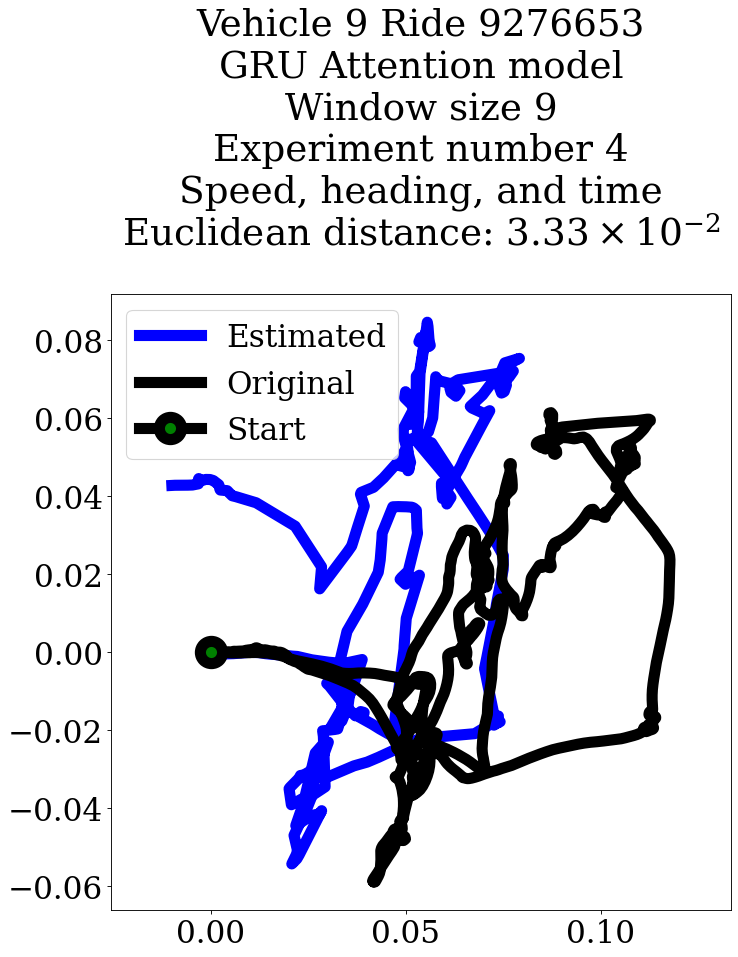 Vehicle 9 Ride 9276653
GRU Attention model
Window size 9
Experiment number 4
Speed, heading, and time
Euclidean distance: 3.33 × 10⁻²
Estimated
Original
Start
0.08
0.06
0.04
0.02
0.00
−0.02
−0.04
−0.06
0.00 0.05 0.10